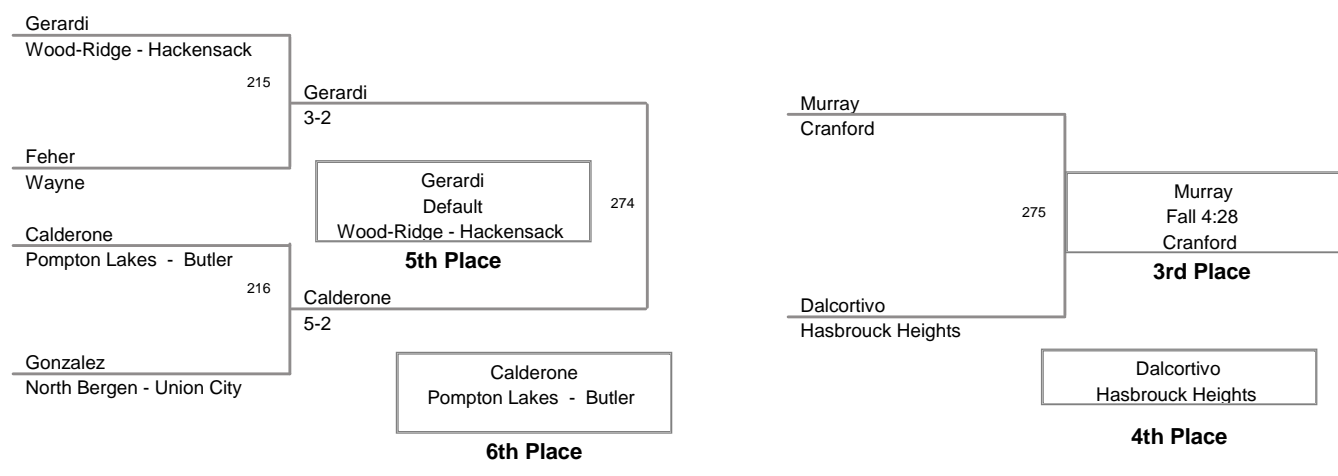 Gerardi
Wood-Ridge - Hackensack
215
Gerardi
3-2
Feher
Wayne
Gerardi
Default
Wood-Ridge - Hackensack
5th Place
274
Calderone
Pompton Lakes - Butler
216
Calderone
5-2
Gonzalez
North Bergen - Union City
Calderone
Pompton Lakes - Butler
6th Place
Murray
Cranford
275
Murray
Fall 4:28
Cranford
3rd Place
Dalcortivo
Hasbrouck Heights
Dalcortivo
Hasbrouck Heights
4th Place